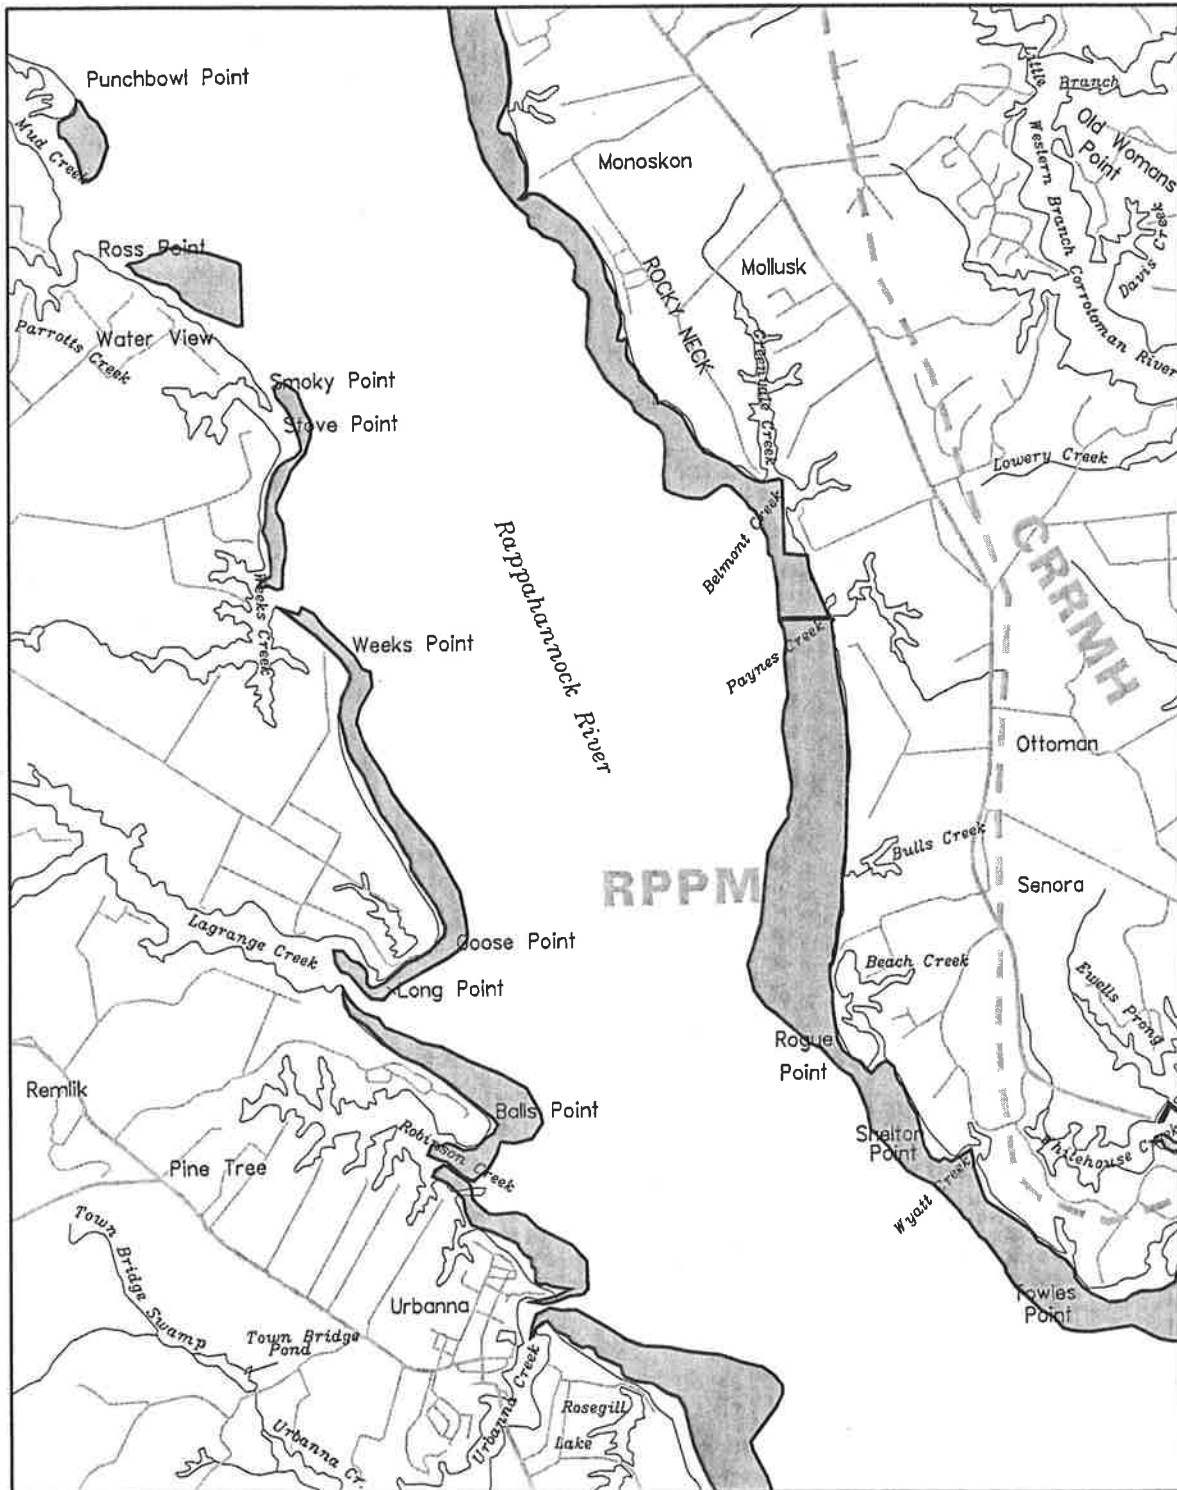 Punchbowl Point
Mud Creek
Ross Point
Water View
Parrotts Creek
Smoky Point
Stove Point
Weeks Creek
Weeks Point
Rappahannock River
Monoskon
ROCKY NECK
Mollusk
Greenvale Creek
Little
Branch
Old Womans
Point
Western Branch Corrotoman River
Davis Creek
Lowery Creek
Belmont Creek
Paynes Creek
CRRMH
Ottoman
RPPM
Bulls Creek
Senora
Lagrange Creek
Goose Point
Long Point
Beach Creek
Ewells Prong
Rogue
Point
Remlik
Balls Point
Robinson Creek
Shelton
Point
Whitehouse Creek
Pine Tree
Wyatt Creek
Town Bridge Swamp
Urbanna
Towles
Point
Town Bridge
Pond
Urbanna Creek
Rosegill
Lake
Urbanna Cr.